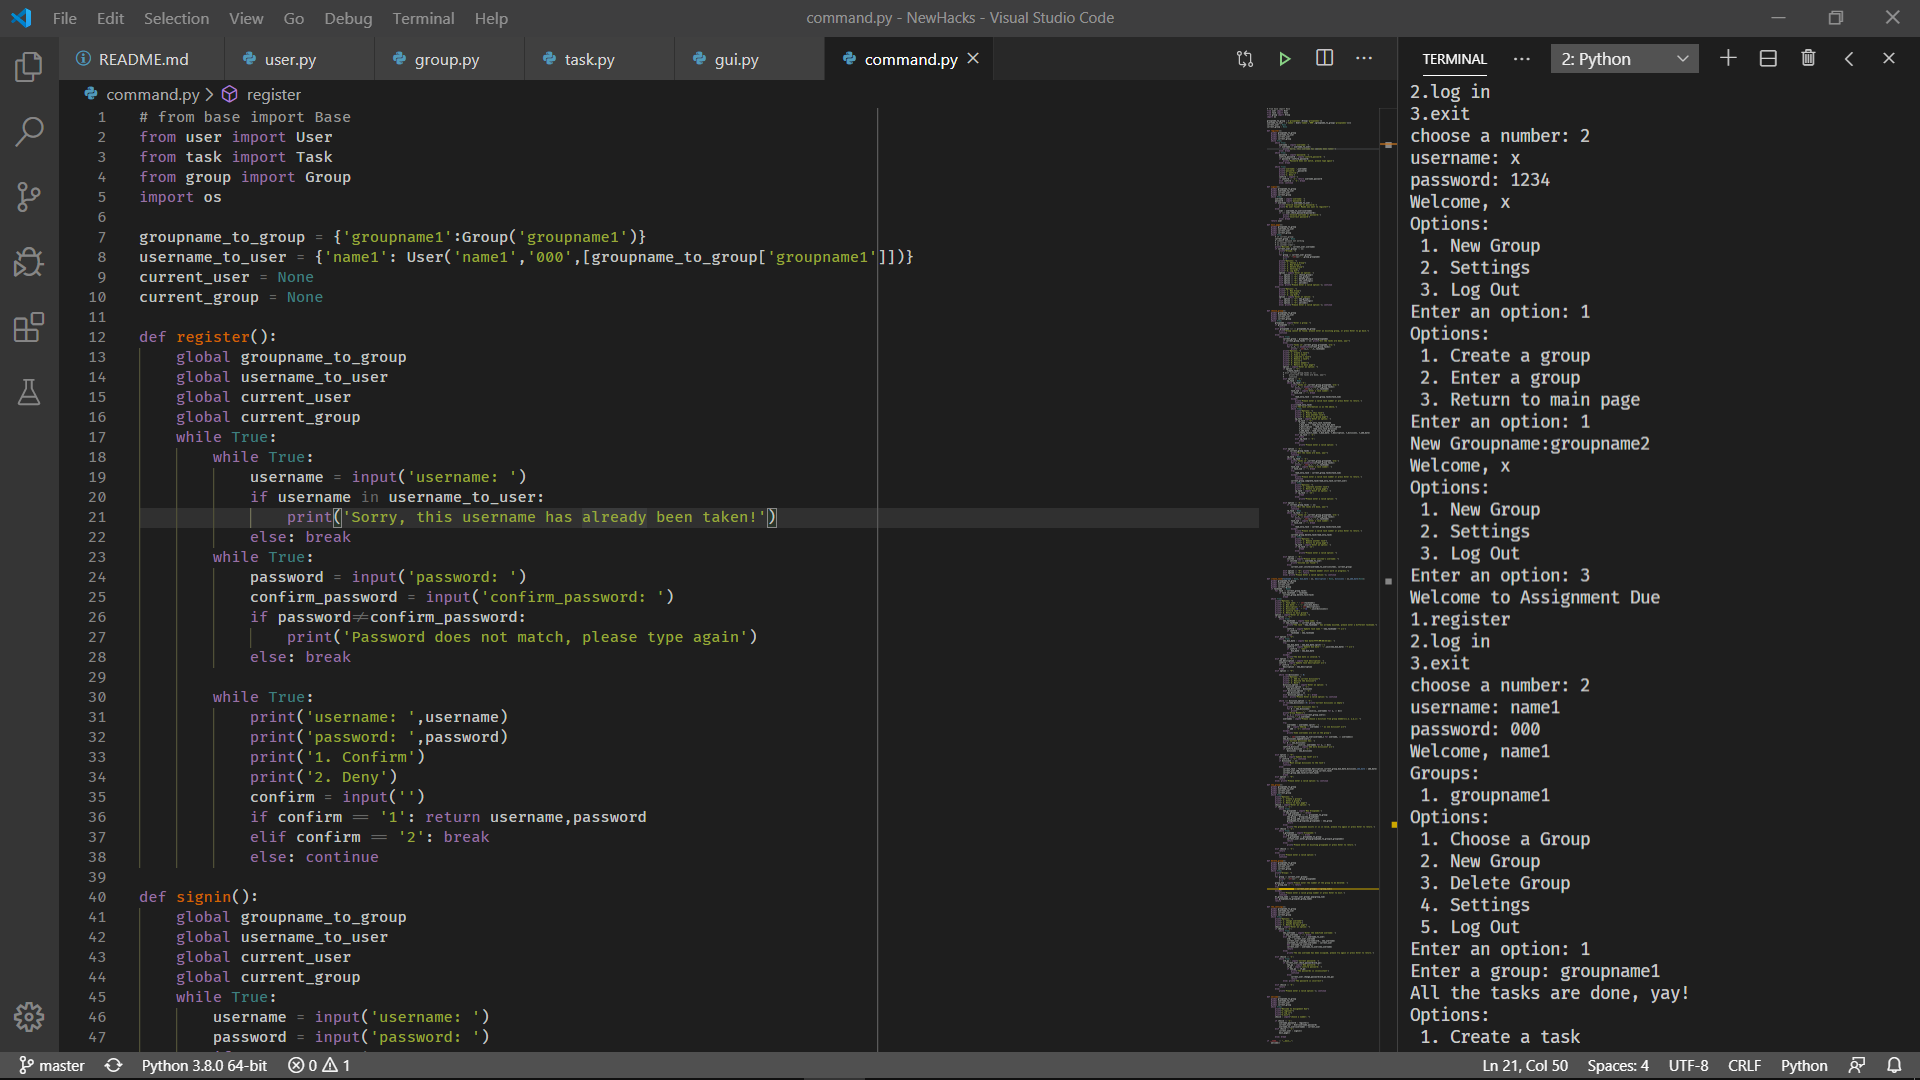 File Edit Selection View Go Debug Terminal Help
command.py - NewHacks - Visual Studio Code
README.md
user.py
group.py
task.py
gui.py
command.py
command.py > register
1 # from base import Base
2 from user import User
3 from task import Task
4 from group import Group
5 import os
6
7 groupname_to_group = {'groupname1':Group('groupname1')}
8 username_to_user = {'name1': User('name1','000',[groupname_to_group['groupname1']])}
9 current_user = None
10 current_group = None
11
12 def register():
13     global groupname_to_group
14     global username_to_user
15     global current_user
16     global current_group
17     while True:
18         while True:
19             username = input('username: ')
20             if username in username_to_user:
21                 print('Sorry, this username has already been taken!')
22             else: break
23         while True:
24             password = input('password: ')
25             confirm_password = input('confirm_password: ')
26             if password≠confirm_password:
27                 print('Password does not match, please type again')
28             else: break
29
30         while True:
31             print('username: ',username)
32             print('password: ',password)
33             print('1. Confirm')
34             print('2. Deny')
35             confirm = input('')
36             if confirm == '1': return username,password
37             elif confirm == '2': break
38             else: continue
39
40 def signin():
41     global groupname_to_group
42     global username_to_user
43     global current_user
44     global current_group
45     while True:
46         username = input('username: ')
47         password = input('password: ')
TERMINAL
2: Python
2.log in
3.exit
choose a number: 2
username: x
password: 1234
Welcome, x
Options:
1. New Group
2. Settings
3. Log Out
Enter an option: 1
Options:
1. Create a group
2. Enter a group
3. Return to main page
Enter an option: 1
New Groupname:groupname2
Welcome, x
Options:
1. New Group
2. Settings
3. Log Out
Enter an option: 3
Welcome to Assignment Due
1.register
2.log in
3.exit
choose a number: 2
username: name1
password: 000
Welcome, name1
Groups:
1. groupname1
Options:
1. Choose a Group
2. New Group
3. Delete Group
4. Settings
5. Log Out
Enter an option: 1
Enter a group: groupname1
All the tasks are done, yay!
Options:
1. Create a task
master
Python 3.8.0 64-bit
0 1
Ln 21, Col 50
Spaces: 4
UTF-8
CRLF
Python